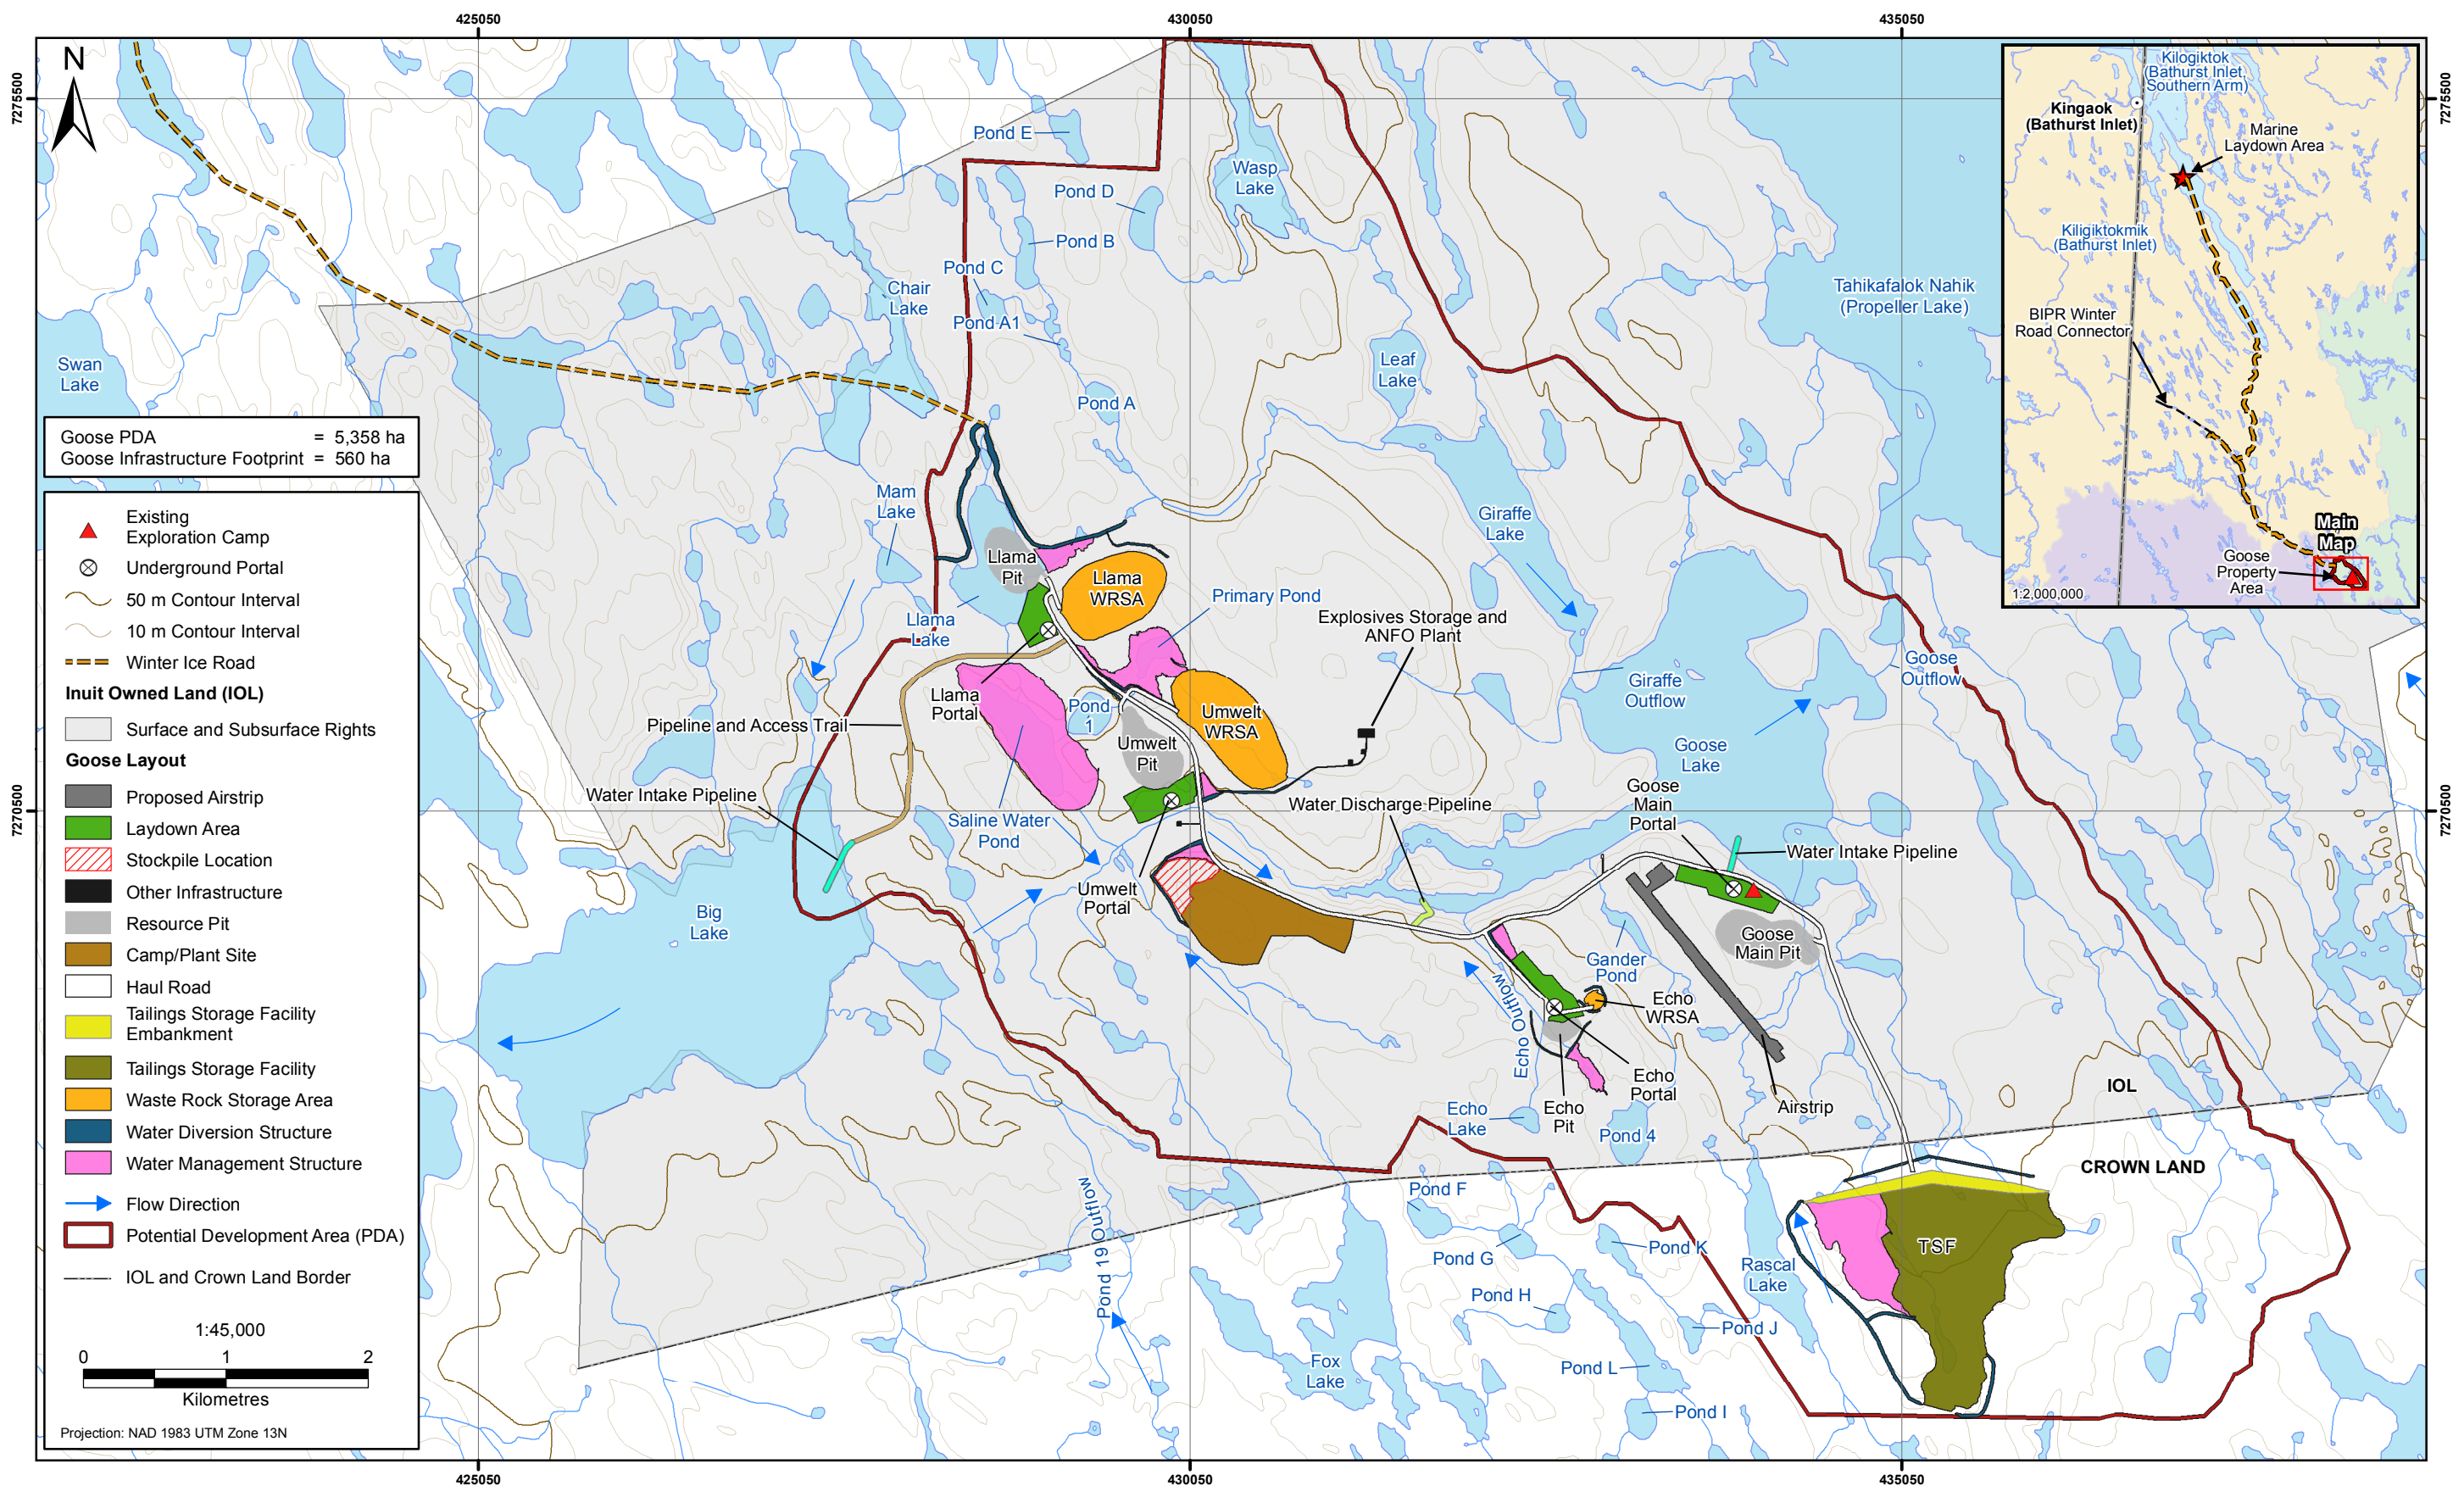 425050
430050
435050
7275500
7275500
7270500
7270500
N
Pond E
Pond D
Pond B
Pond C
Pond A1
Pond A
Wasp
Lake
Chair
Lake
Leaf
Lake
Tahikafalok Nahik
(Propeller Lake)
Swan
Lake
Mam
Lake
Giraffe
Lake
Llama
Pit
Llama
WRSA
Primary Pond
Explosives Storage and
ANFO Plant
Llama
Lake
Llama
Portal
Pond
1
Umwelt
WRSA
Umwelt
Pit
Giraffe
Outflow
Goose
Outflow
Goose
Lake
Pipeline and Access Trail
Water Intake Pipeline
Saline Water
Pond
Water Discharge Pipeline
Goose
Main
Portal
Water Intake Pipeline
Umwelt
Portal
Big
Lake
Goose
Main Pit
Gander
Pond
Echo
WRSA
Echo Outflow
Echo
Portal
Echo
Pit
Echo
Lake
Pond 4
Airstrip
IOL
CROWN LAND
Pond F
Pond G
Pond H
Pond K
Pond J
Pond L
Pond I
Rascal
Lake
TSF
Fox
Lake
Pond 19 Outflow
Kilogiktok
(Bathurst Inlet,
Southern Arm)
Kingaok
(Bathurst Inlet)
Marine
Laydown Area
Kiligiktokmik
(Bathurst Inlet)
BIPR Winter
Road Connector
Main
Map
Goose
Property
Area
1:2,000,000
Goose PDA = 5,358 ha
Goose Infrastructure Footprint = 560 ha
Existing
Exploration Camp
Underground Portal
50 m Contour Interval
10 m Contour Interval
Winter Ice Road
Inuit Owned Land (IOL)
Surface and Subsurface Rights
Goose Layout
Proposed Airstrip
Laydown Area
Stockpile Location
Other Infrastructure
Resource Pit
Camp/Plant Site
Haul Road
Tailings Storage Facility
Embankment
Tailings Storage Facility
Waste Rock Storage Area
Water Diversion Structure
Water Management Structure
Flow Direction
Potential Development Area (PDA)
IOL and Crown Land Border
1:45,000
0 1 2
Kilometres
Projection: NAD 1983 UTM Zone 13N
425050
430050
435050